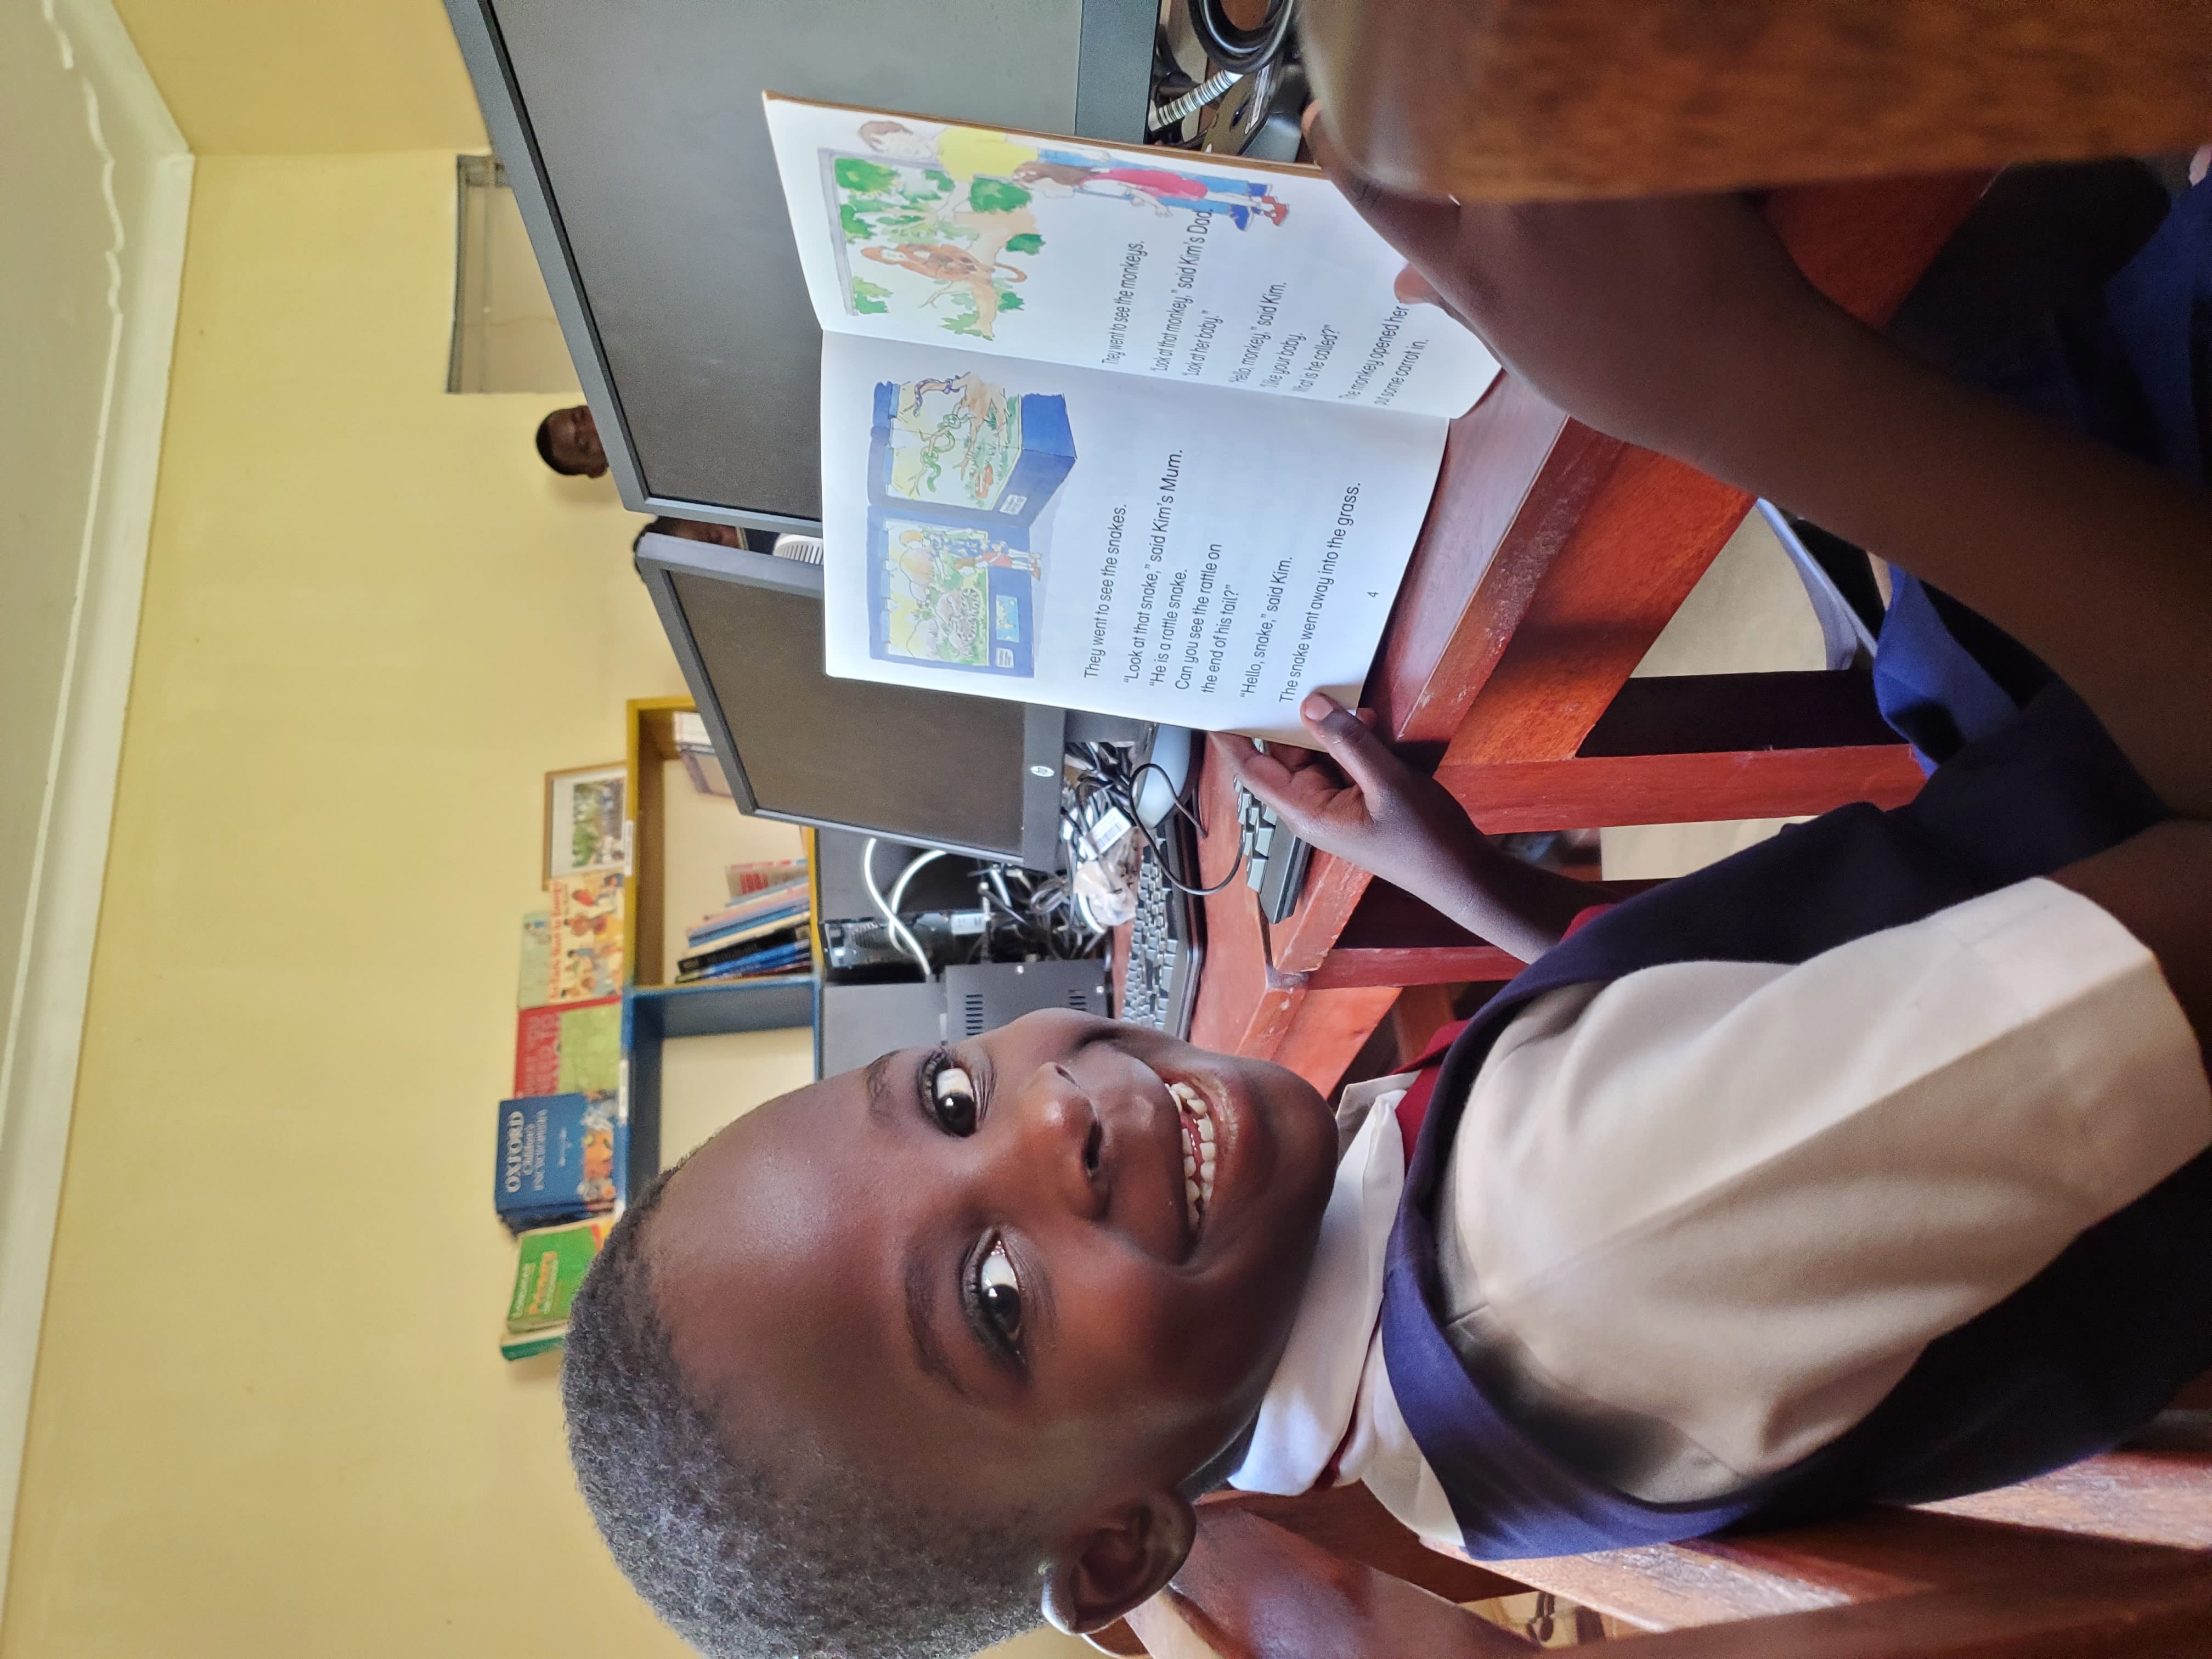 They went to see the snakes.
"Look at that snake," said Kim's Mum.
"He is a rattle snake.
Can you see the rattle on
the end of his tail?"
"Hello, snake," said Kim.
The snake went away into the grass.
4
They went to see the monkeys.
"Look at that monkey," said Kim's Dad.
"Look at her baby."
"Hello, monkey," said Kim.
like your baby.
What is he called?"
The monkey opened her
put some carrot in.
OXFORD
Children's
hp